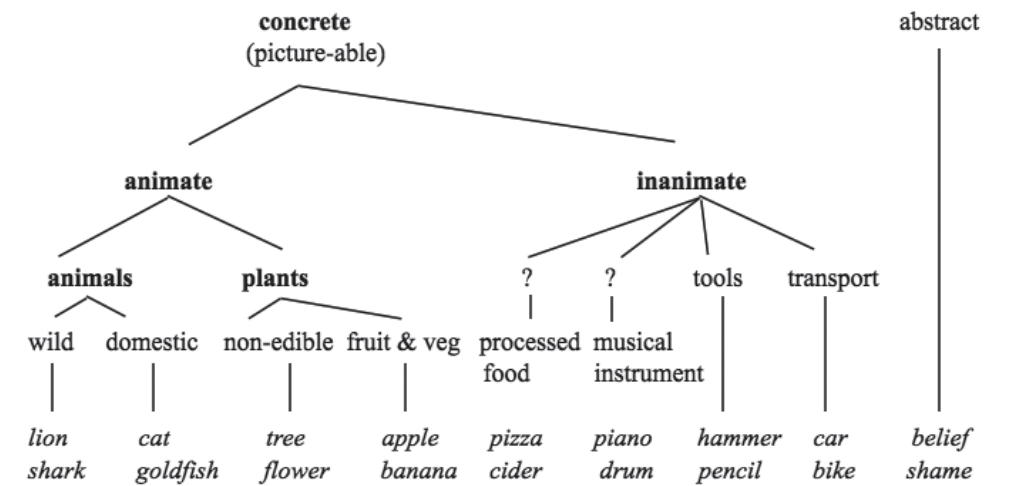 concrete abstract
(picture-able)
animate inanimate
animals plants ? ? tools transport
wild domestic non-edible fruit & veg processed musical
food instrument
lion cat tree apple pizza piano hammer car belief
shark goldfish flower banana cider drum pencil bike shame